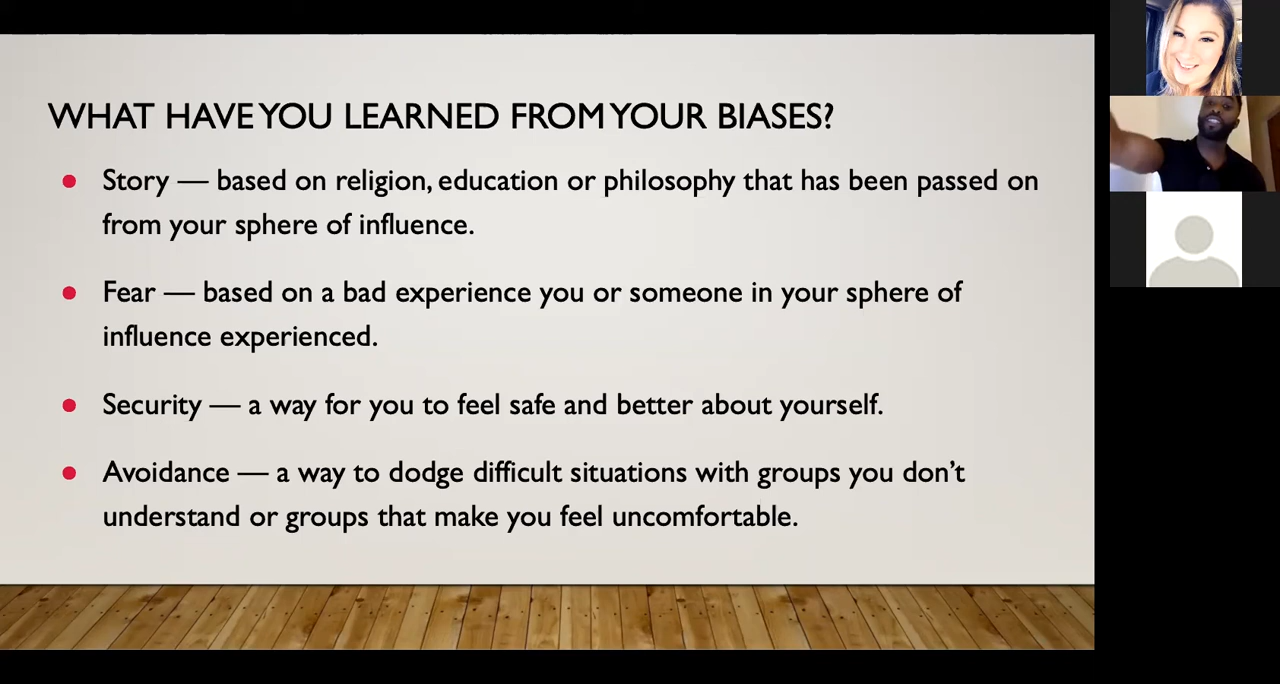 WHAT HAVE YOU LEARNED FROM YOUR BIASES?
Story — based on religion, education or philosophy that has been passed on
from your sphere of influence.
Fear — based on a bad experience you or someone in your sphere of
influence experienced.
Security — a way for you to feel safe and better about yourself.
Avoidance — a way to dodge difficult situations with groups you don’t
understand or groups that make you feel uncomfortable.